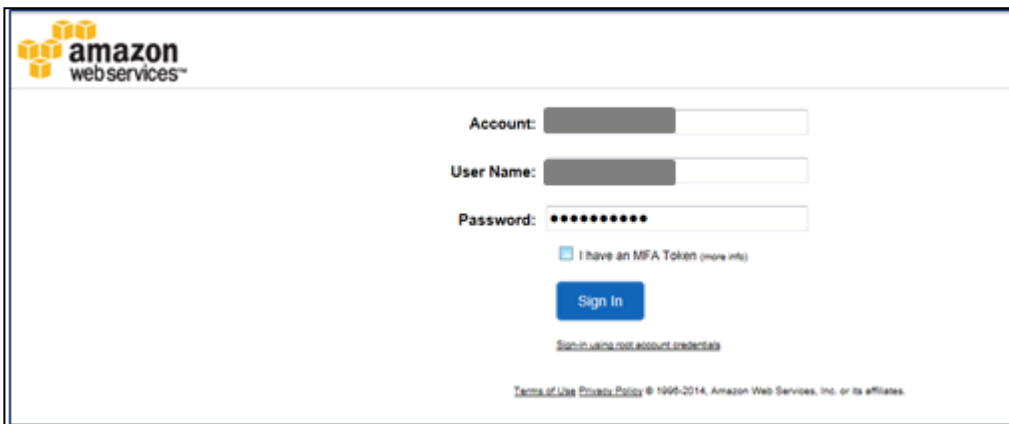 amazon
webservices™
Account:
User Name:
Password: ••••••••••
I have an MFA Token (more info)
Sign In
Sign-in using root account credentials
Terms of Use Privacy Policy © 1996-2014, Amazon Web Services, Inc. or its affiliates.